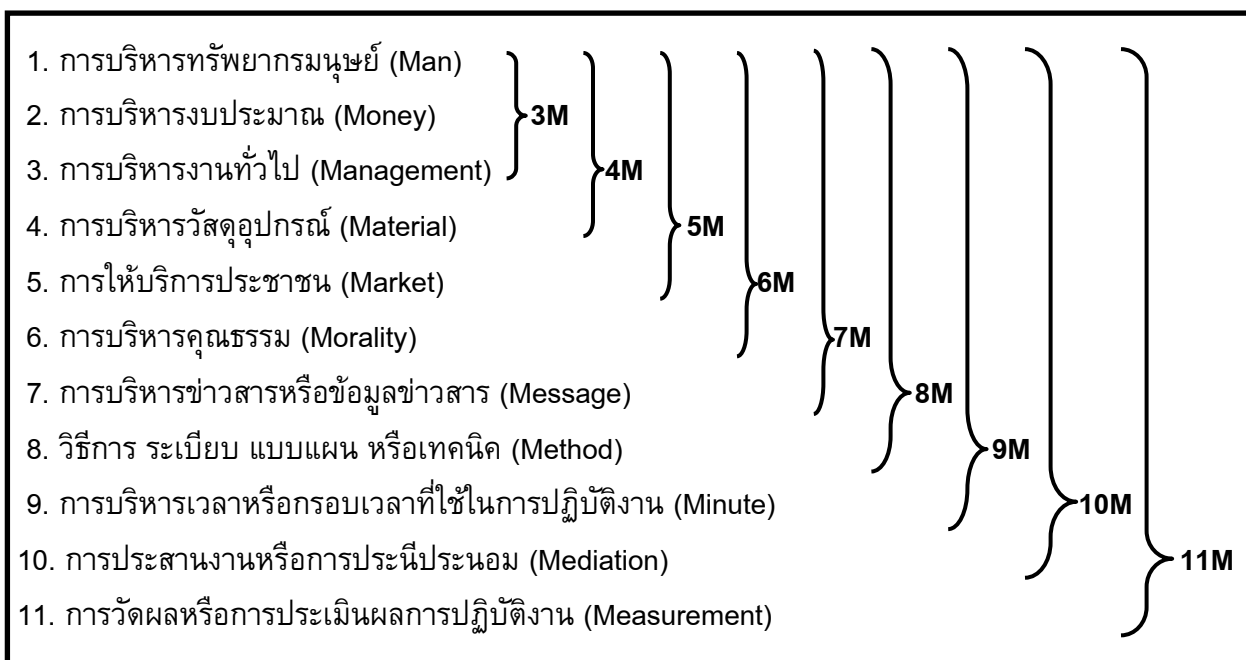 1. การบริหารทรัพยากรมนุษย์ (Man)
2. การบริหารงบประมาณ (Money) 3M
3. การบริหารงานทั่วไป (Management) 4M
4. การบริหารวัสดุอุปกรณ์ (Material) 5M
5. การให้บริการประชาชน (Market) 6M
6. การบริหารคุณธรรม (Morality) 7M
7. การบริหารข่าวสารหรือข้อมูลข่าวสาร (Message) 8M
8. วิธีการ ระเบียบ แบบแผน หรือเทคนิค (Method) 9M
9. การบริหารเวลาหรือกรอบเวลาที่ใช้ในการปฏิบัติงาน (Minute) 10M
10. การประสานงานหรือการประนีประนอม (Mediation) 11M
11. การวัดผลหรือการประเมินผลการปฏิบัติงาน (Measurement)